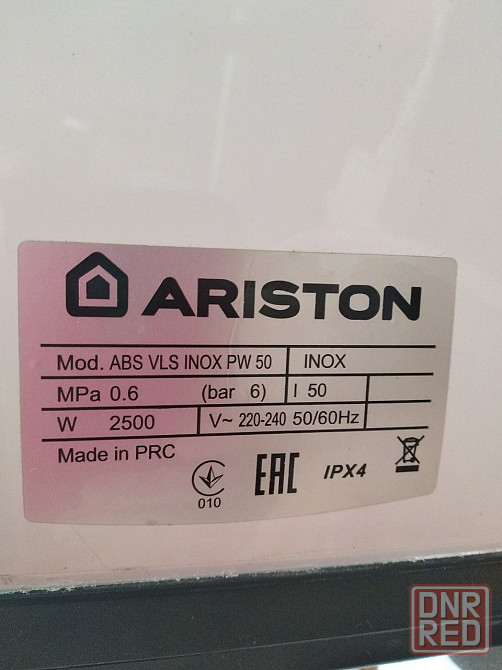 ARISTON
Mod. ABS VLS INOX PW 50 INOX
MPa 0.6 (bar 6) l 50
W 2500 V~ 220-240 50/60Hz
Made in PRC
010 EAC IPX4
DNR
RED